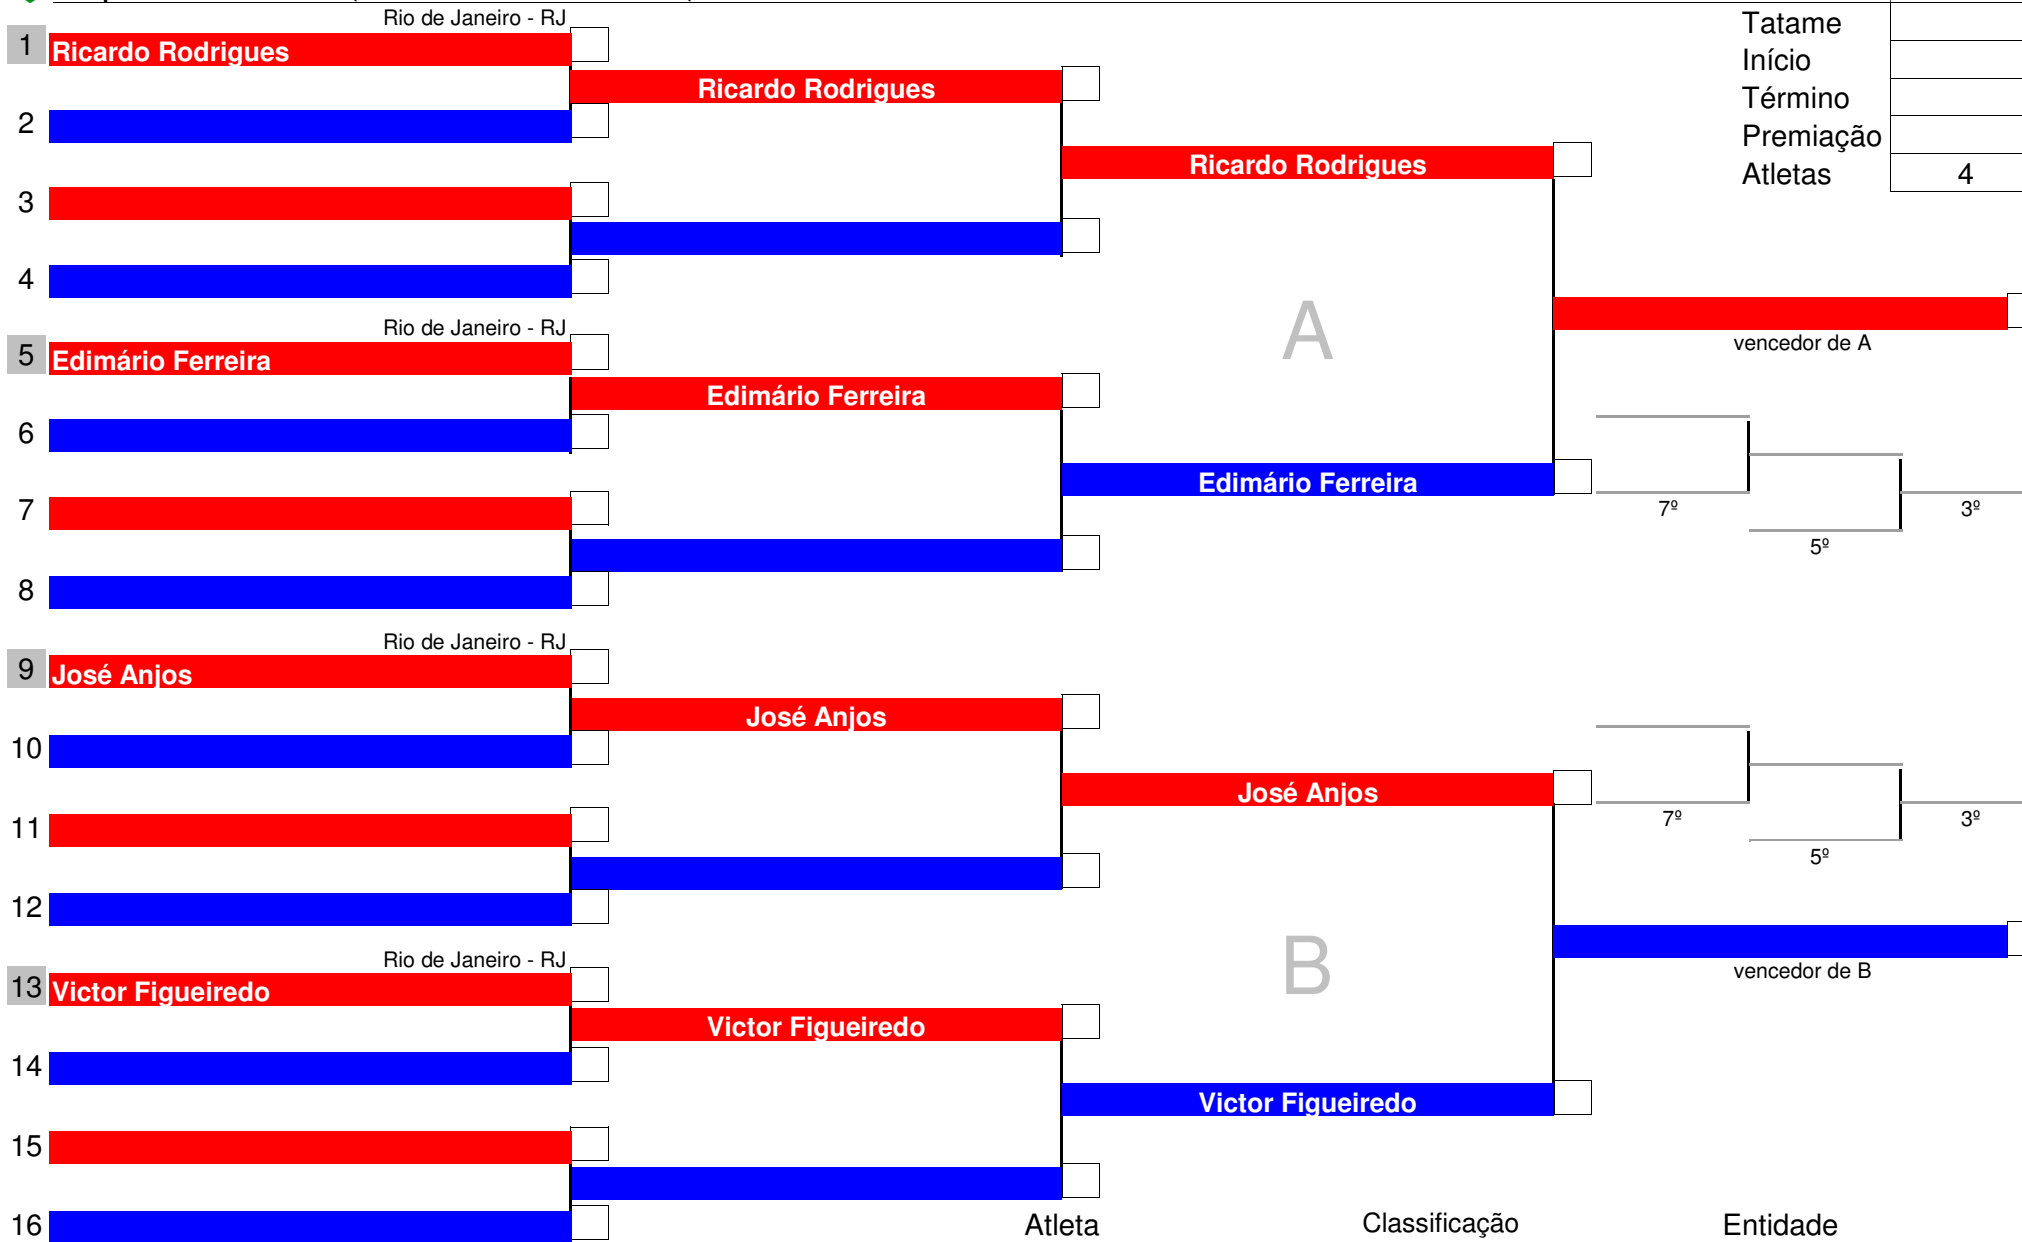 Rio de Janeiro - RJ
Tatame
1 Ricardo Rodrigues
Início
Ricardo Rodrigues
Término
2
Premiação
Ricardo Rodrigues
Atletas 4
3
4
Rio de Janeiro - RJ
A
vencedor de A
5 Edimário Ferreira
Edimário Ferreira
6
Edimário Ferreira
7
7º 3º
5º
8
Rio de Janeiro - RJ
9 José Anjos
José Anjos
10
José Anjos
7º 3º
11
5º
12
Rio de Janeiro - RJ
B
vencedor de B
13 Victor Figueiredo
Victor Figueiredo
14
Victor Figueiredo
15
16
Atleta Classificação Entidade